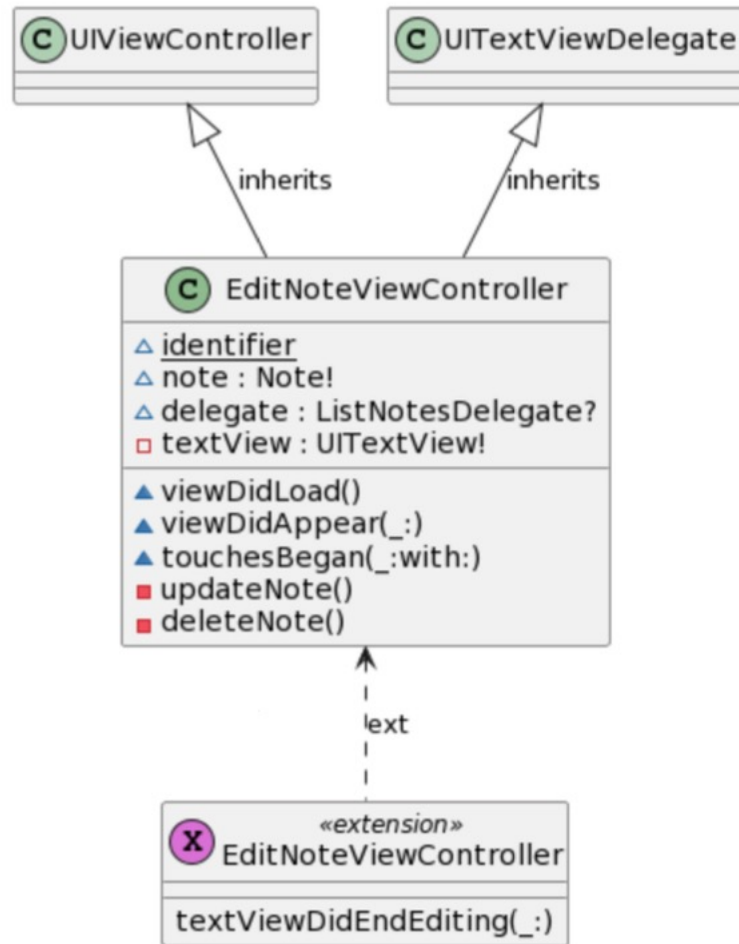 C UIViewController
C UITextViewDelegate
inherits
inherits
C EditNoteViewController
identifier
note : Note!
delegate : ListNotesDelegate?
textView : UITextView!
viewDidLoad()
viewDidAppear(_:)
touchesBegan(_:with:)
updateNote()
deleteNote()
ext
«extension»
X EditNoteViewController
textViewDidEndEditing(_:)